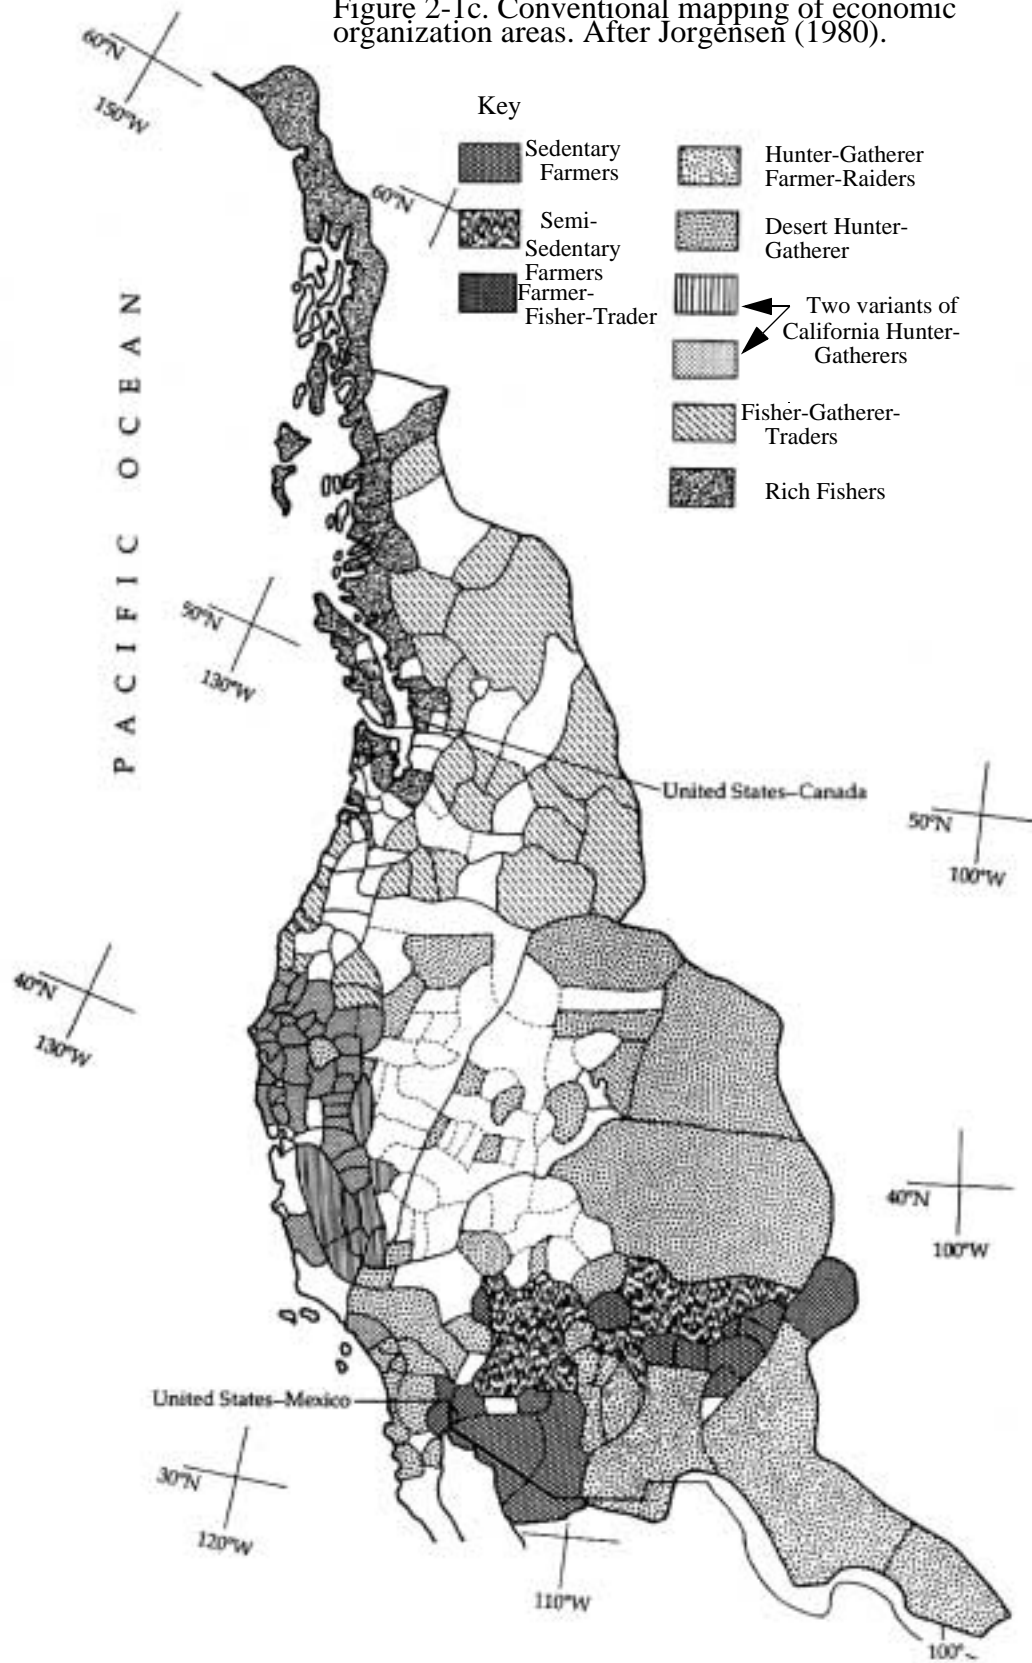 Figure 2-1c. Conventional mapping of economic
organization areas. After Jorgensen (1980).
60°N
150°W
Key
Sedentary
Farmers
Semi-
Sedentary
Farmers
Farmer-
Fisher-Trader
Hunter-Gatherer
Farmer-Raiders
Desert Hunter-
Gatherer
Two variants of
California Hunter-
Gatherers
Fisher-Gatherer-
Traders
Rich Fishers
60°N
PACIFIC OCEAN
50°N
130°W
United States–Canada
50°N
100°W
40°N
130°W
40°N
100°W
United States–Mexico
30°N
120°W
110°W
100°